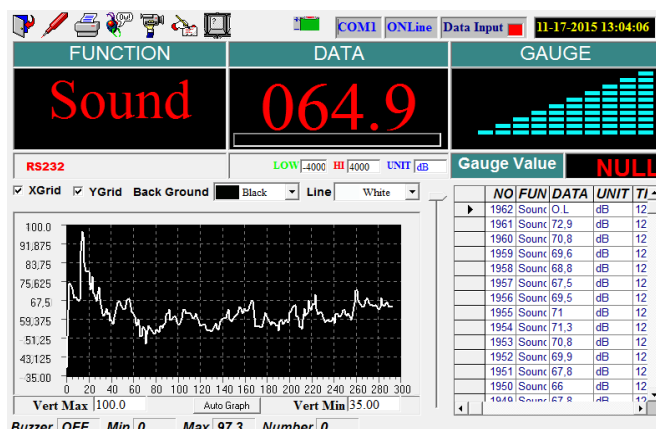 Ow!
COM1 ONLine Data Input 11-17-2015 13:04:06
FUNCTION DATA GAUGE
Sound 064.9
RS232 LOW -4000 HI 4000 UNIT dB Gauge Value NULL
XGrid YGrid Back Ground Black Line White
NO FUN DATA UNIT TI
1962 Sounc O.L dB 12
1961 Sounc 72,9 dB 12
1960 Sounc 70,8 dB 12
1959 Sounc 69,6 dB 12
1958 Sounc 68,8 dB 12
1957 Sounc 67,5 dB 12
1956 Sounc 69,5 dB 12
1955 Sounc 71 dB 12
1954 Sounc 71,3 dB 12
1953 Sounc 70,8 dB 12
1952 Sounc 69,9 dB 12
1951 Sounc 67,8 dB 12
1950 Sounc 66 dB 12
1949 Sounc 67,8 dB 12
100.0
91,875
83,75
75,625
67,5
59,375
51,25
43,125
35.00
0 20 40 60 80 100 120 140 160 180 200 220 240 260 280 300
Vert Max 100.0 Auto Graph Vert Min 35.00
Buzzer OFF Min 0 Max 97.3 Number 0